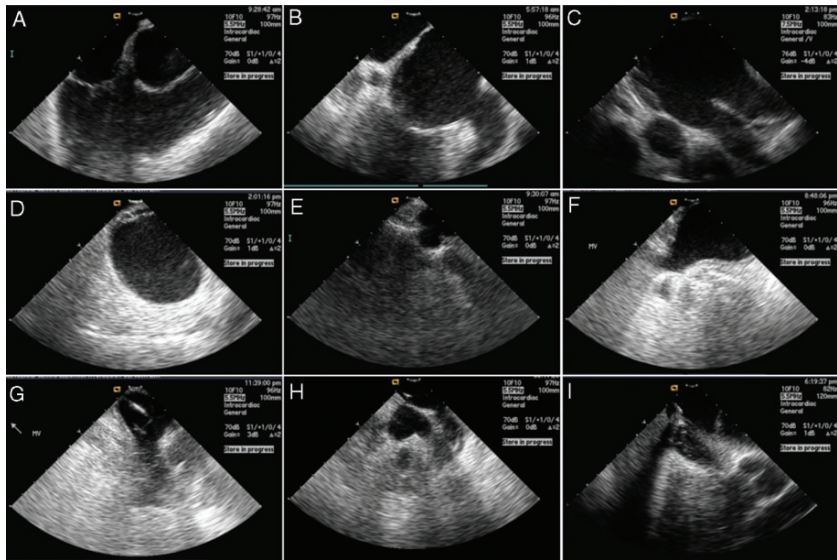 A
9:28:42 am
10F10 97Hz
5.5MHz 100mm
Intracardiac
General
70dB S1/+1/0/4
Gain= 0dB Δ=2
Store in progress
B
5:57:18 am
10F10 96Hz
5.5MHz 100mm
Intracardiac
General
70dB S1/+1/0/4
Gain= 1dB Δ=2
Store in progress
C
2:13:18 pm
10F10 83Hz
7.5MHz 100mm
Intracardiac
General /V
76dB S1/+1/0/4
Gain= -4dB Δ=2
Store in progress
D
2:01:16 pm
10F10 97Hz
5.5MHz 100mm
Intracardiac
General
70dB S1/+1/0/4
Gain= 1dB Δ=2
Store in progress
E
9:30:07 am
10F10 97Hz
5.5MHz 100mm
Intracardiac
General
70dB S1/+1/0/4
Gain= 0dB Δ=2
Store in progress
F
MV
8:48:06 pm
10F10 96Hz
5.5MHz 100mm
Intracardiac
General
70dB S1/+1/0/4
Gain= 0dB Δ=2
Store in progress
G
MV
11:39:00 pm
10F10 96Hz
5.5MHz 100mm
Intracardiac
General
70dB S1/+1/0/4
Gain= 3dB Δ=2
Store in progress
H
10F10 97Hz
5.5MHz 100mm
Intracardiac
General
70dB S1/+1/0/4
Gain= 0dB Δ=2
Store in progress
I
6:19:37 pm
10F10 82Hz
5.5MHz 120mm
Intracardiac
General
70dB S1/+1/0/4
Gain= 1dB Δ=2
Store in progress